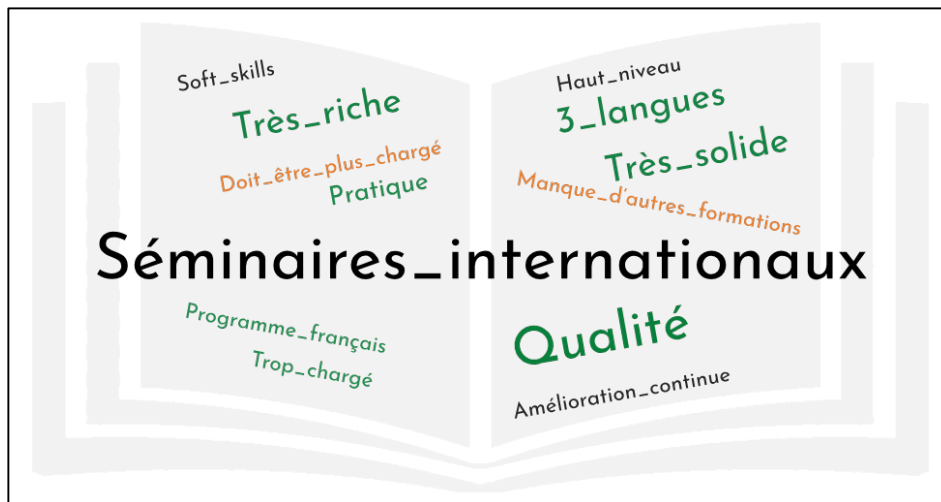 Soft_skills
Très_riche
Doit_être_plus_chargé
Pratique
Haut_niveau
3_langues
Très_solide
Manque_d'autres_formations
Séminaires_internationaux
Programme_français
Trop_chargé
Qualité
Amélioration_continue